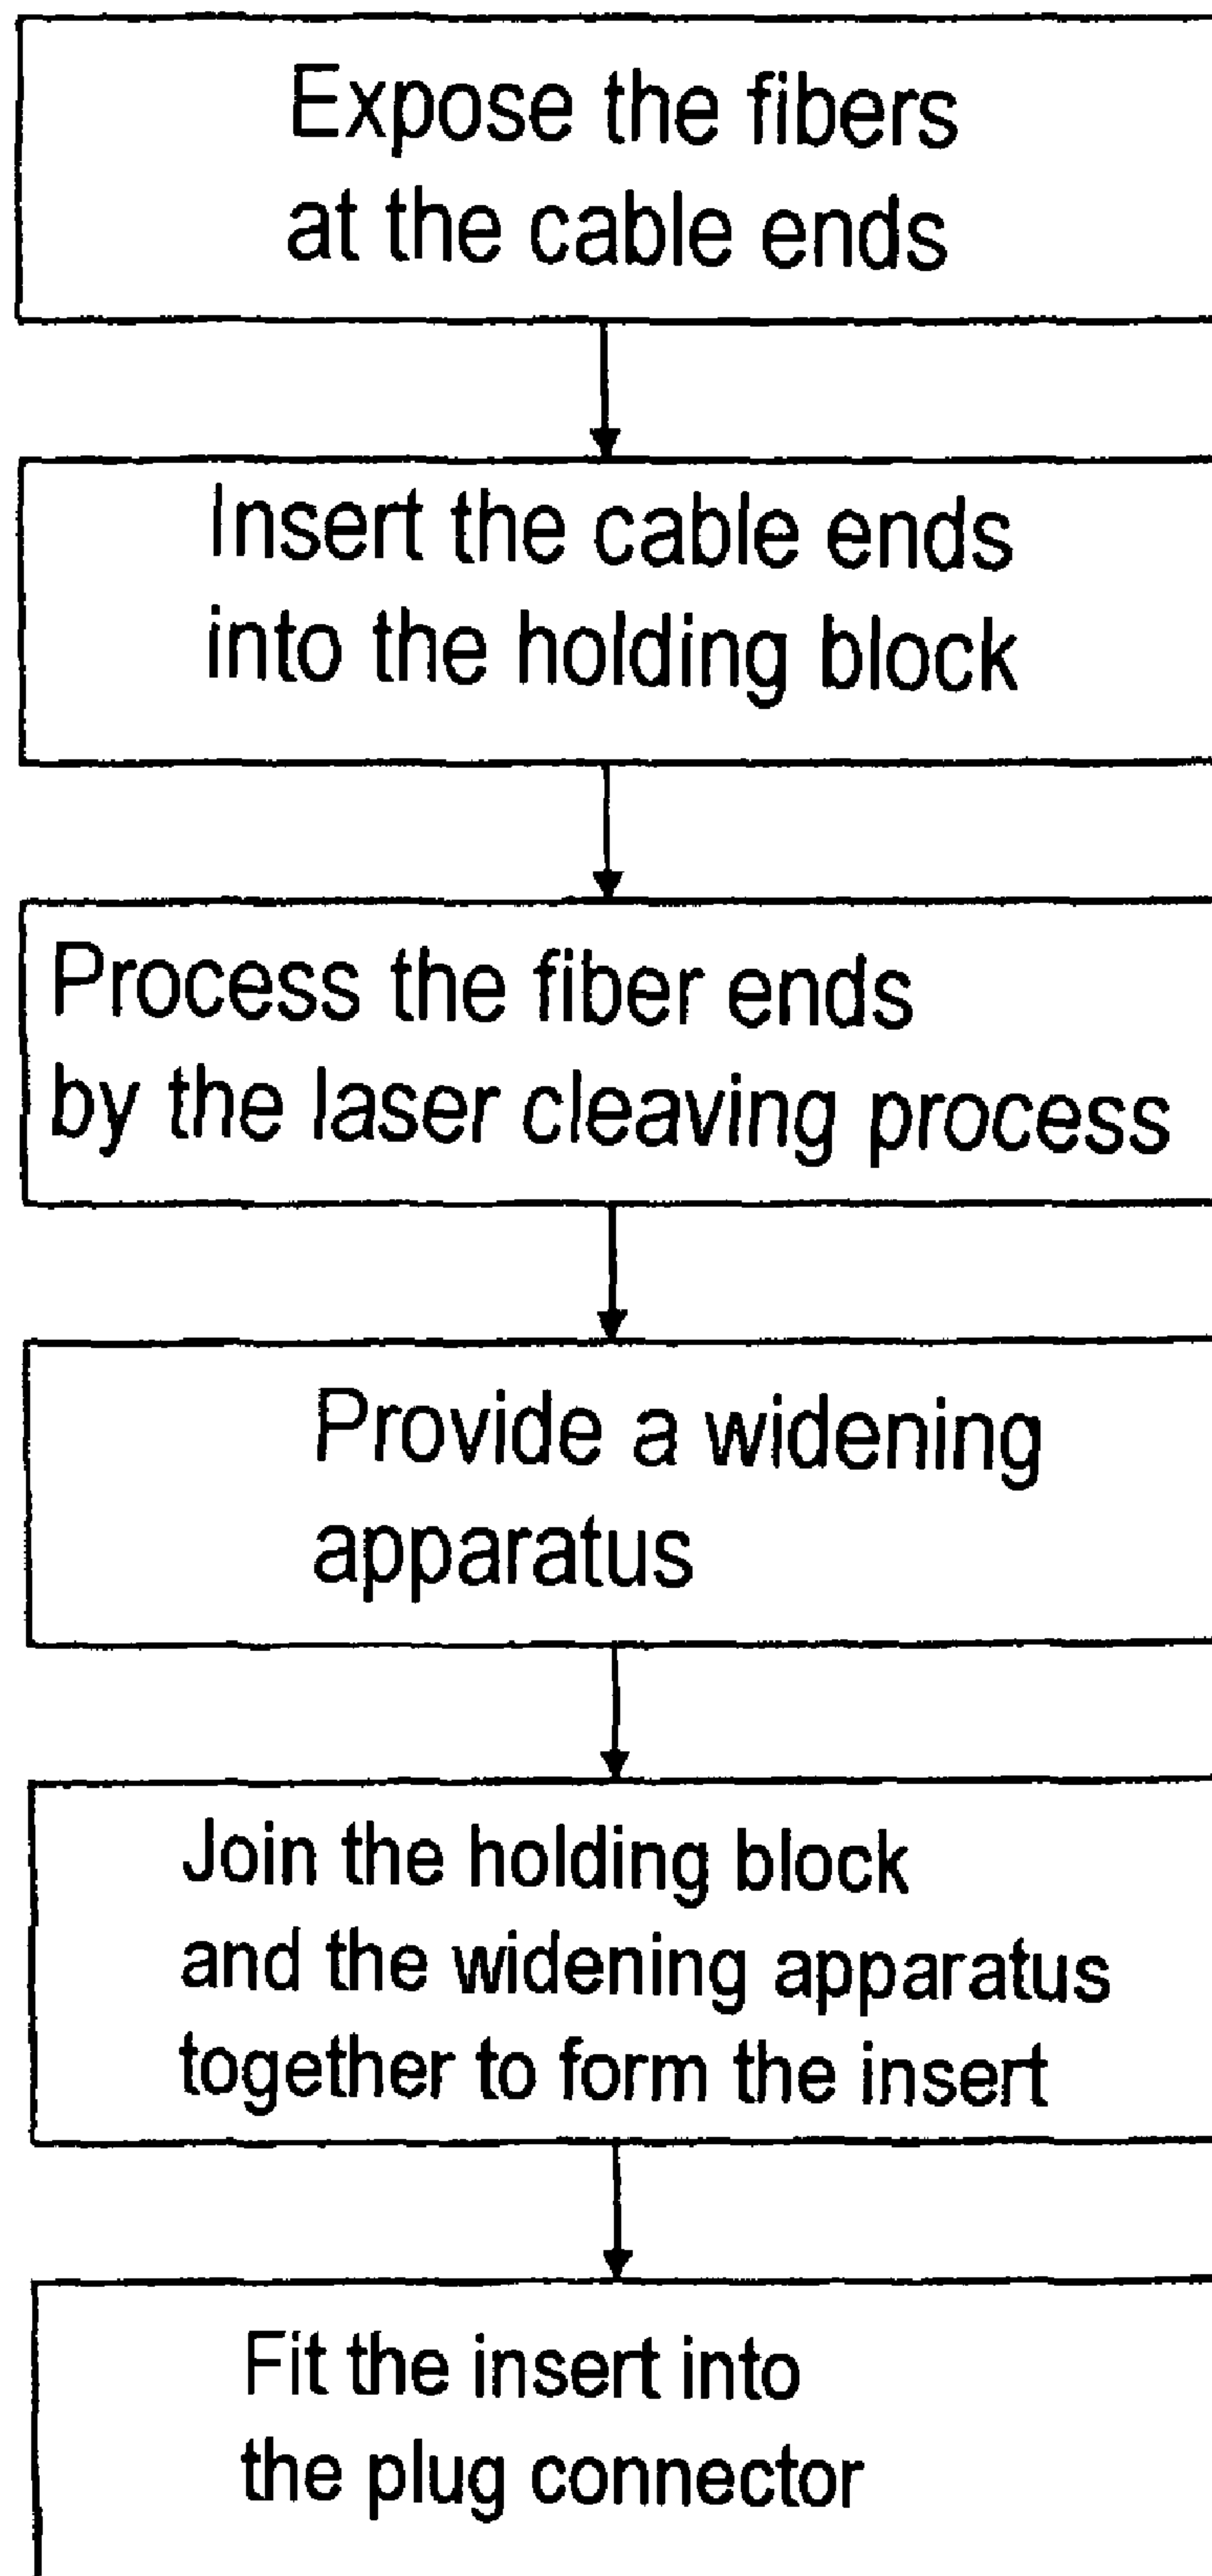 Expose the fibers
at the cable ends
Insert the cable ends
into the holding block
Process the fiber ends
by the laser cleaving process
Provide a widening
apparatus
Join the holding block
and the widening apparatus
together to form the insert
Fit the insert into
the plug connector